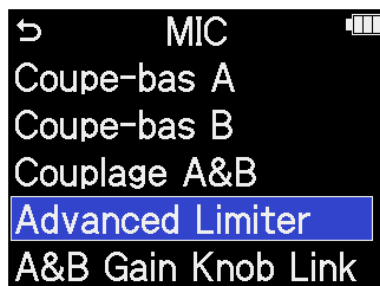 MIC
Coupe-bas A
Coupe-bas B
Couplage A&B
Advanced Limiter
A&B Gain Knob Link